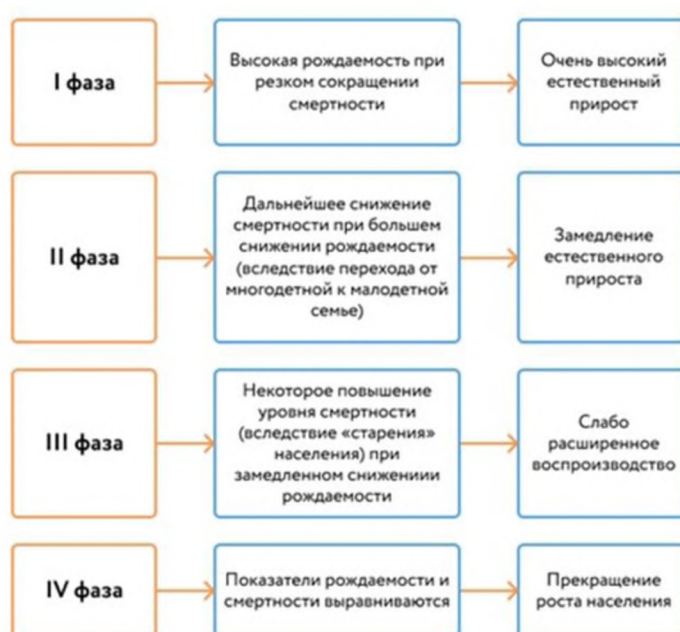 I фаза
Высокая рождаемость при
резком сокращении
смертности
Очень высокий
естественный
прирост
II фаза
Дальнейшее снижение
смертности при большем
снижении рождаемости
(вследствие перехода от
многодетной к малодетной
семье)
Замедление
естественного
прироста
III фаза
Некоторое повышение
уровня смертности
(вследствие «старения»
населения) при
замедленном снижениии
рождаемости
Слабо
расширенное
воспроизводство
IV фаза
Показатели рождаемости и
смертности выравниваются
Прекращение
роста населения